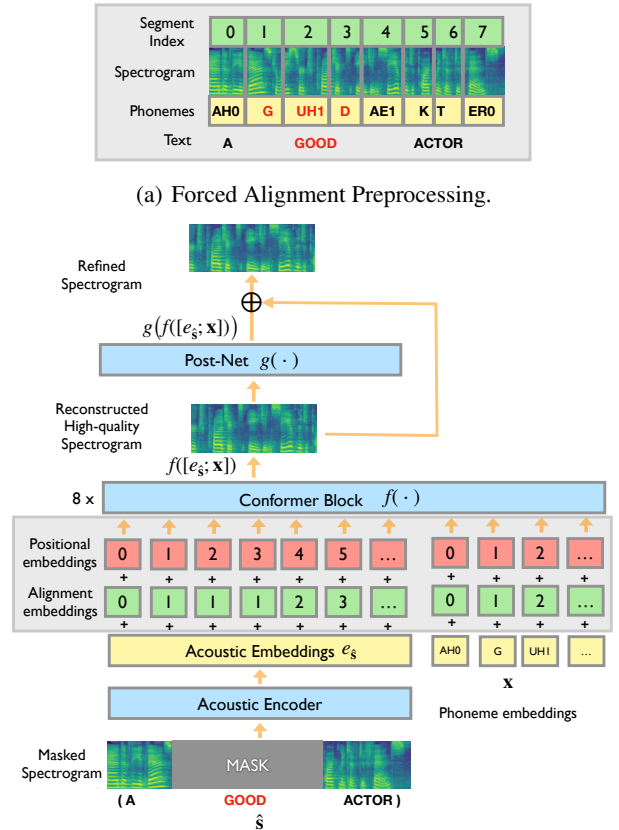 Segment Index 0 1 2 3 4 5 6 7
Spectrogram
Phonemes AH0 G UH1 D AE1 K T ER0
Text A GOOD ACTOR
(a) Forced Alignment Preprocessing.
Refined Spectrogram
g(f([e_ŝ; x]))
Post-Net g( · )
Reconstructed High-quality Spectrogram
f([e_ŝ; x])
8 x Conformer Block f( · )
Positional embeddings 0 1 2 3 4 5 ... 0 1 2 ...
+ + + + + + + + + + +
Alignment embeddings 0 1 1 1 2 3 ... 0 1 2 ...
+ + + + + + + + + + +
Acoustic Embeddings e_ŝ AH0 G UH1 ...
x
Acoustic Encoder
Phoneme embeddings
Masked Spectrogram MASK
( A GOOD ACTOR )
ŝ